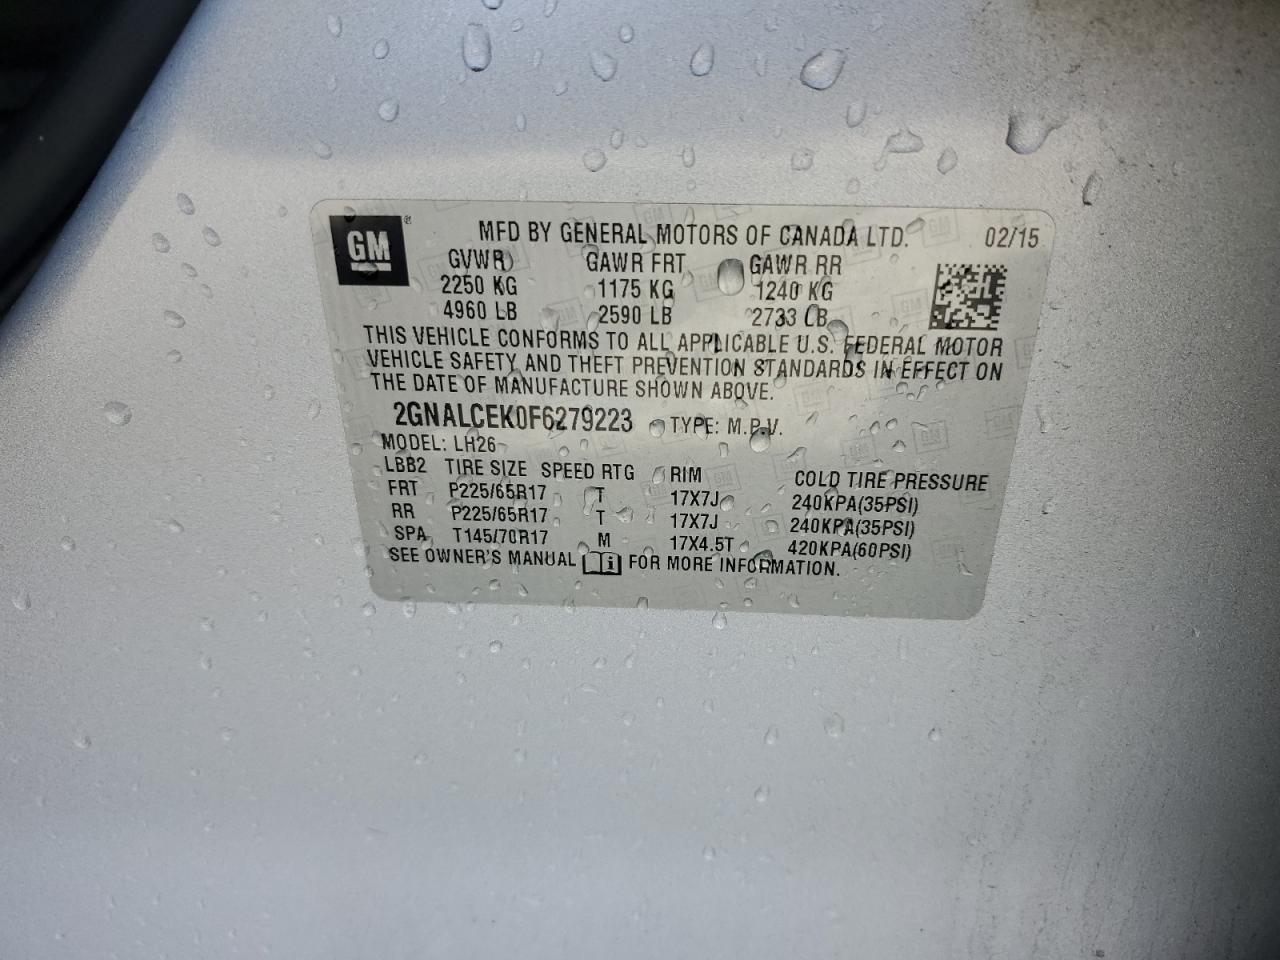 GM ®
MFD BY GENERAL MOTORS OF CANADA LTD. 02/15
GVWR GAWR FRT GAWR RR
2250 KG 1175 KG 1240 KG
4960 LB 2590 LB 2733 LB
THIS VEHICLE CONFORMS TO ALL APPLICABLE U.S. FEDERAL MOTOR
VEHICLE SAFETY AND THEFT PREVENTION STANDARDS IN EFFECT ON
THE DATE OF MANUFACTURE SHOWN ABOVE.
2GNALCEK0F6279223 TYPE: M.P.V.
MODEL: LH26
LBB2 TIRE SIZE SPEED RTG RIM COLD TIRE PRESSURE
FRT P225/65R17 T 17X7J 240KPA(35PSI)
RR P225/65R17 T 17X7J 240KPA(35PSI)
SPA T145/70R17 M 17X4.5T 420KPA(60PSI)
SEE OWNER'S MANUAL i FOR MORE INFORMATION.